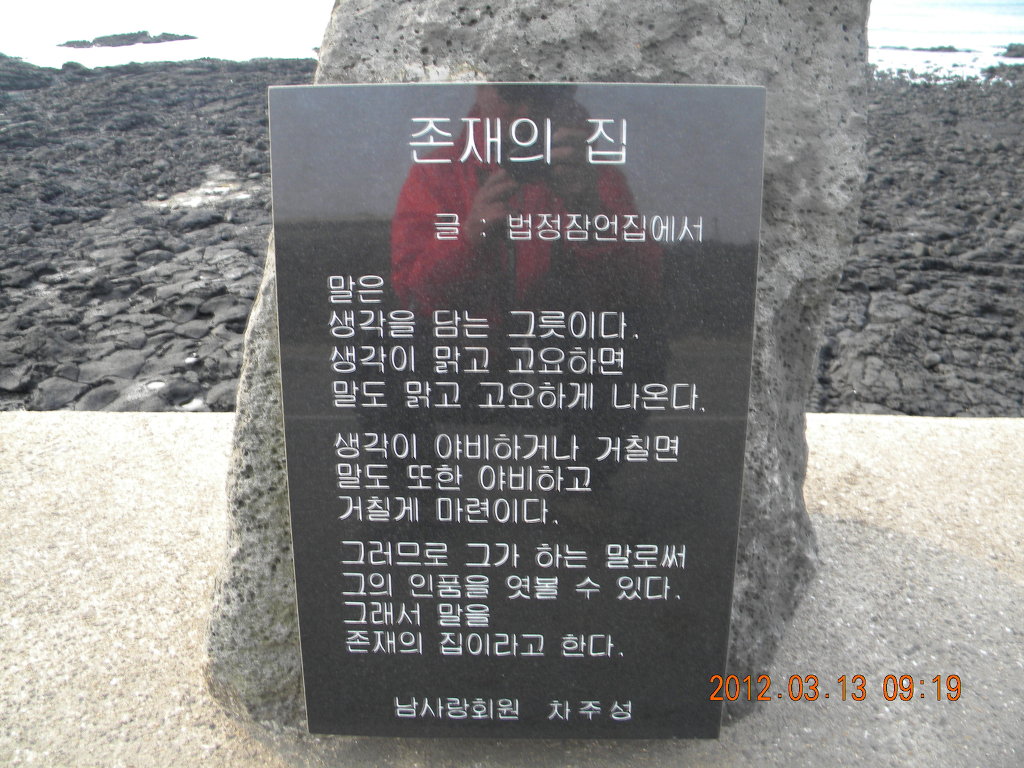 존재의 집
글 : 법정잠언집에서
말은
생각을 담는 그릇이다.
생각이 맑고 고요하면
말도 맑고 고요하게 나온다.
생각이 야비하거나 거칠면
말도 또한 야비하고
거칠게 마련이다.
그러므로 그가 하는 말로써
그의 인품을 엿볼 수 있다.
그래서 말을
존재의 집이라고 한다.
남사랑회원 차주성
2012.03.13 09:19